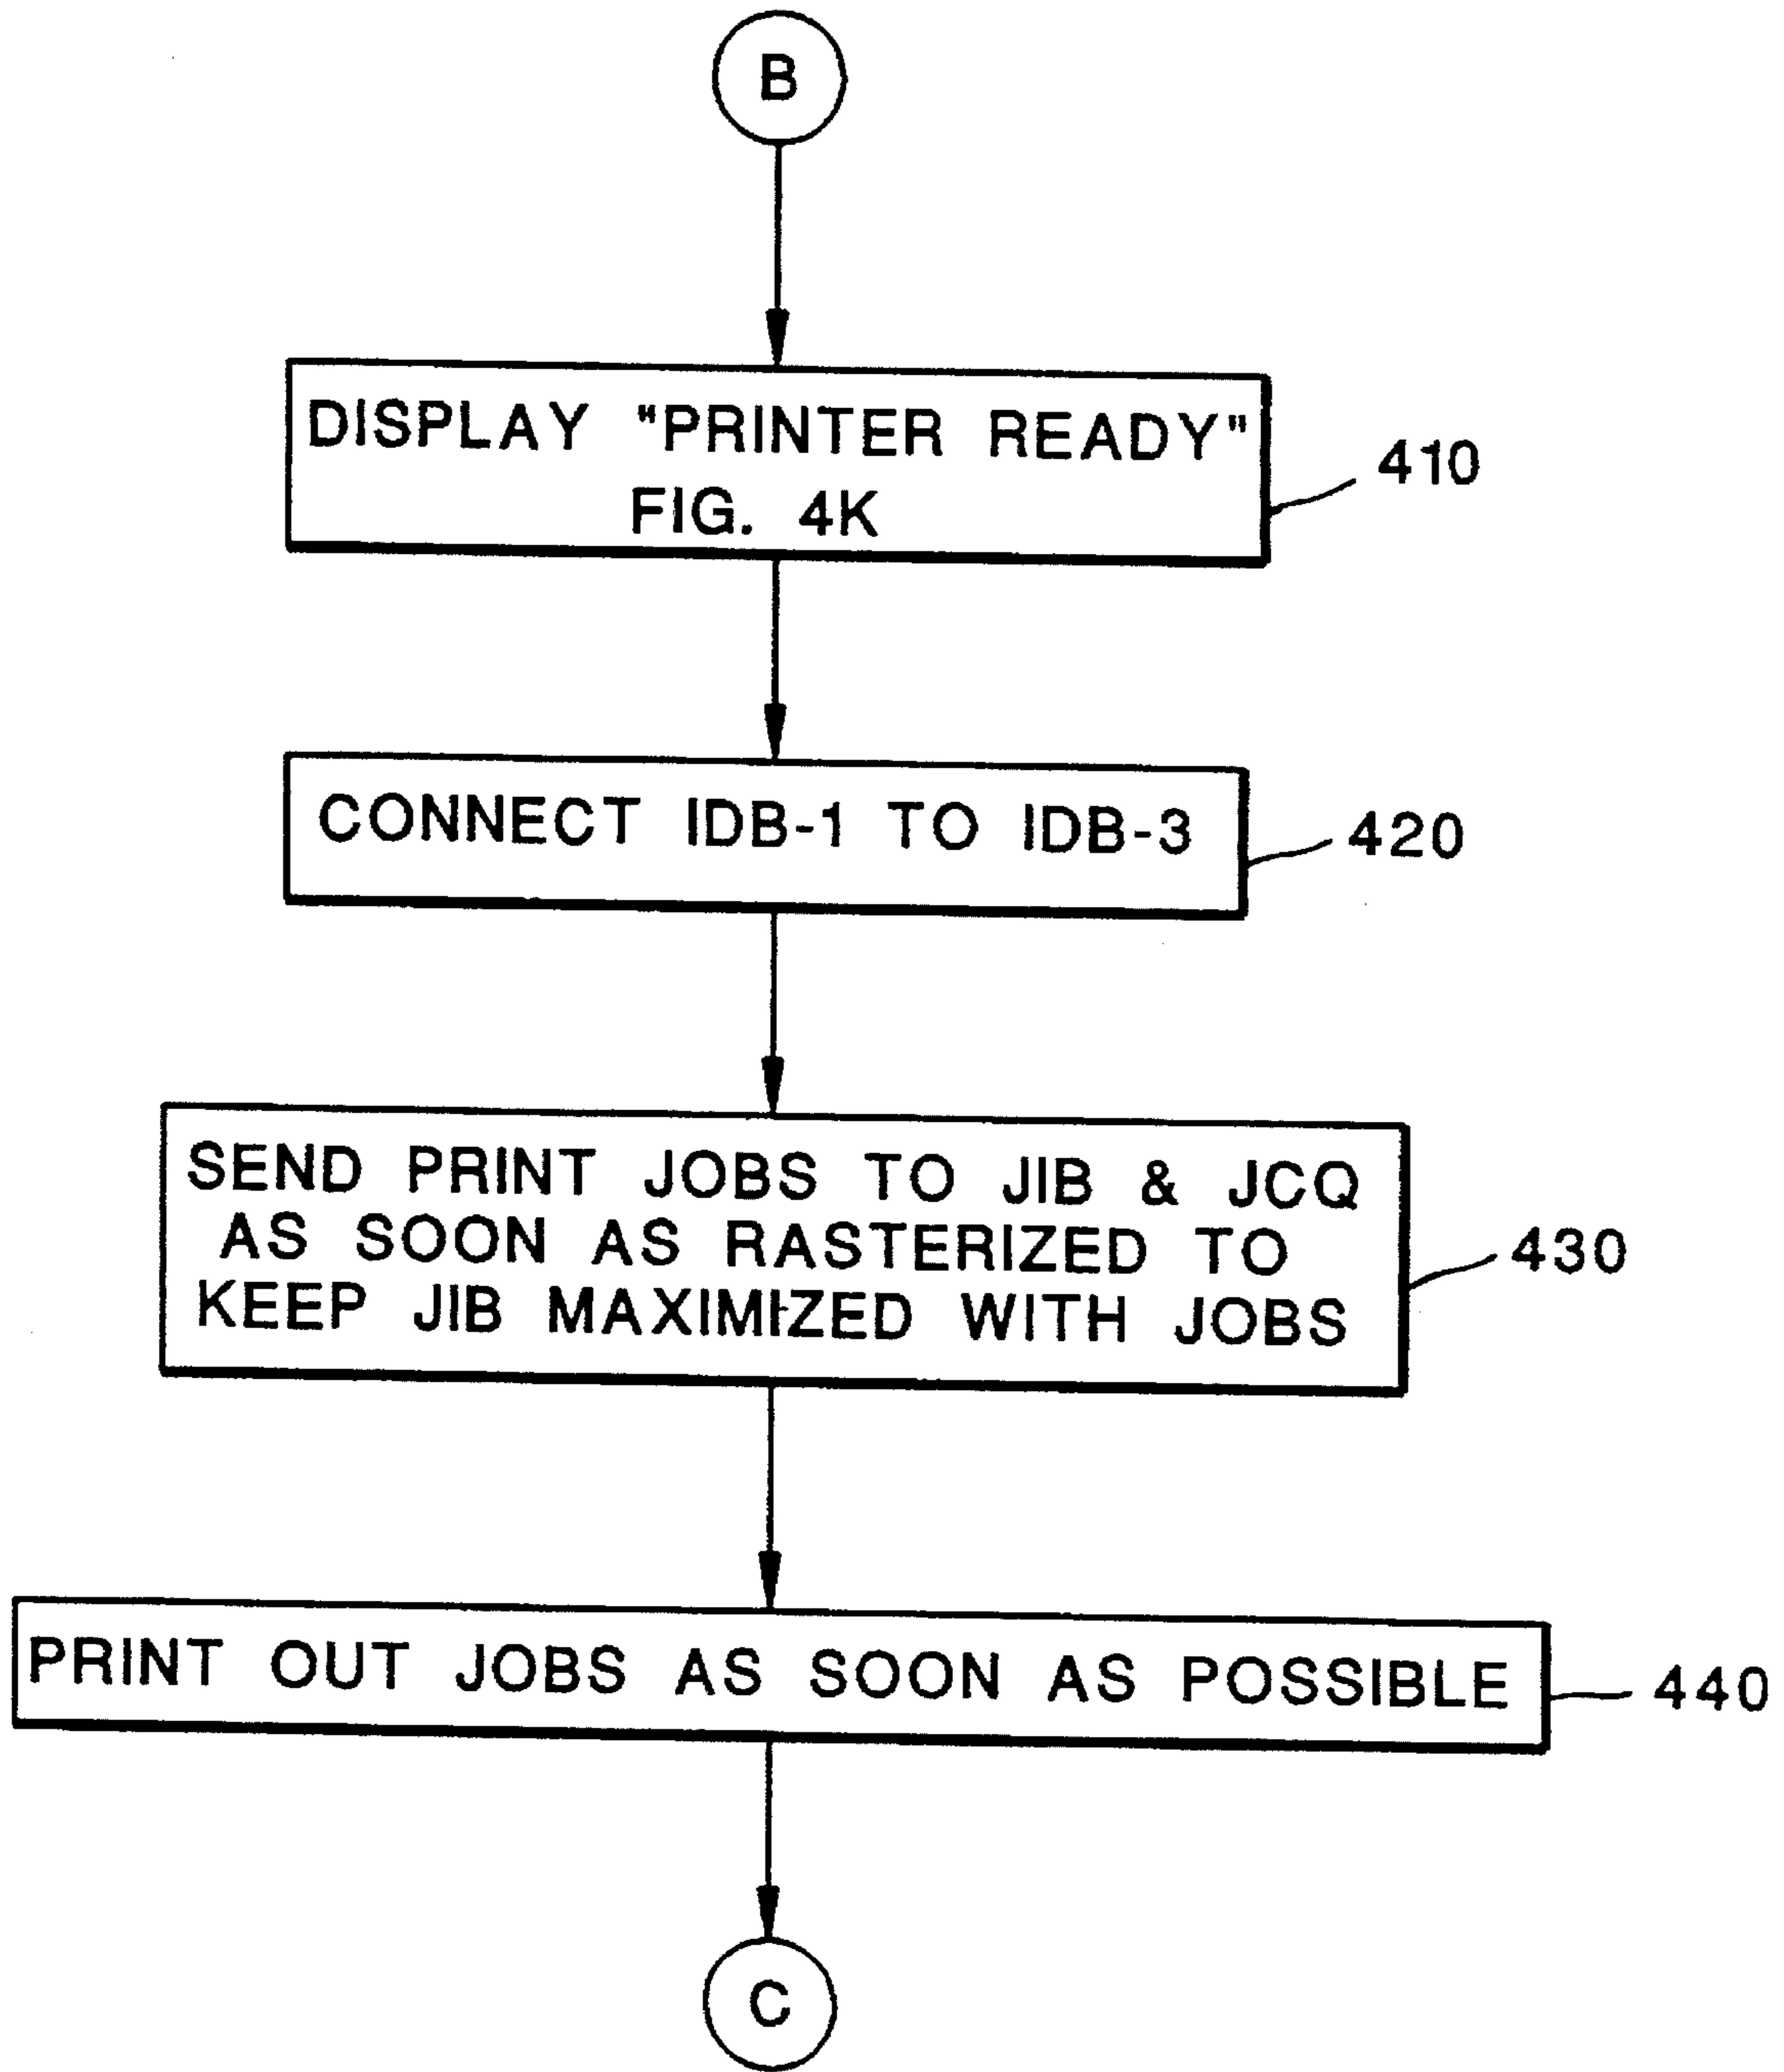 B
DISPLAY "PRINTER READY"
FIG. 4K
410
CONNECT IDB-1 TO IDB-3
420
SEND PRINT JOBS TO JIB & JCQ
AS SOON AS RASTERIZED TO
KEEP JIB MAXIMIZED WITH JOBS
430
PRINT OUT JOBS AS SOON AS POSSIBLE
440
C